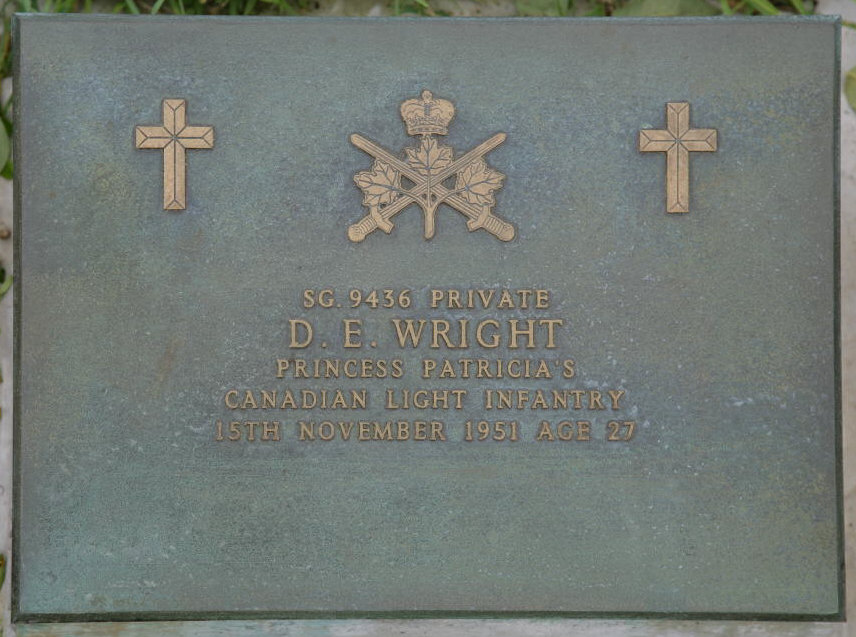 SG. 9436 PRIVATE
D. E. WRIGHT
PRINCESS PATRICIA'S
CANADIAN LIGHT INFANTRY
15TH NOVEMBER 1951 AGE 27